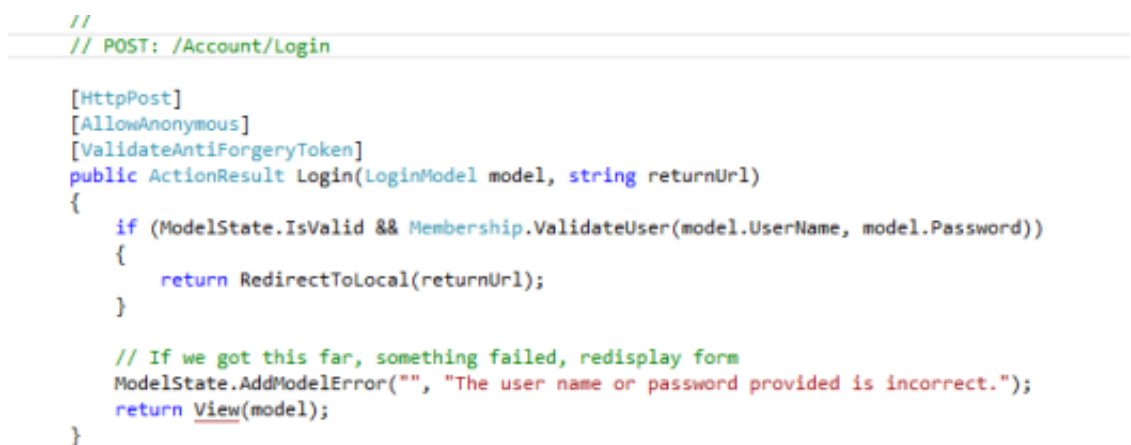 //
// POST: /Account/Login
[HttpPost]
[AllowAnonymous]
[ValidateAntiForgeryToken]
public ActionResult Login(LoginModel model, string returnUrl)
{
if (ModelState.IsValid && Membership.ValidateUser(model.UserName, model.Password))
{
return RedirectToLocal(returnUrl);
}
// If we got this far, something failed, redisplay form
ModelState.AddModelError("", "The user name or password provided is incorrect.");
return View(model);
}